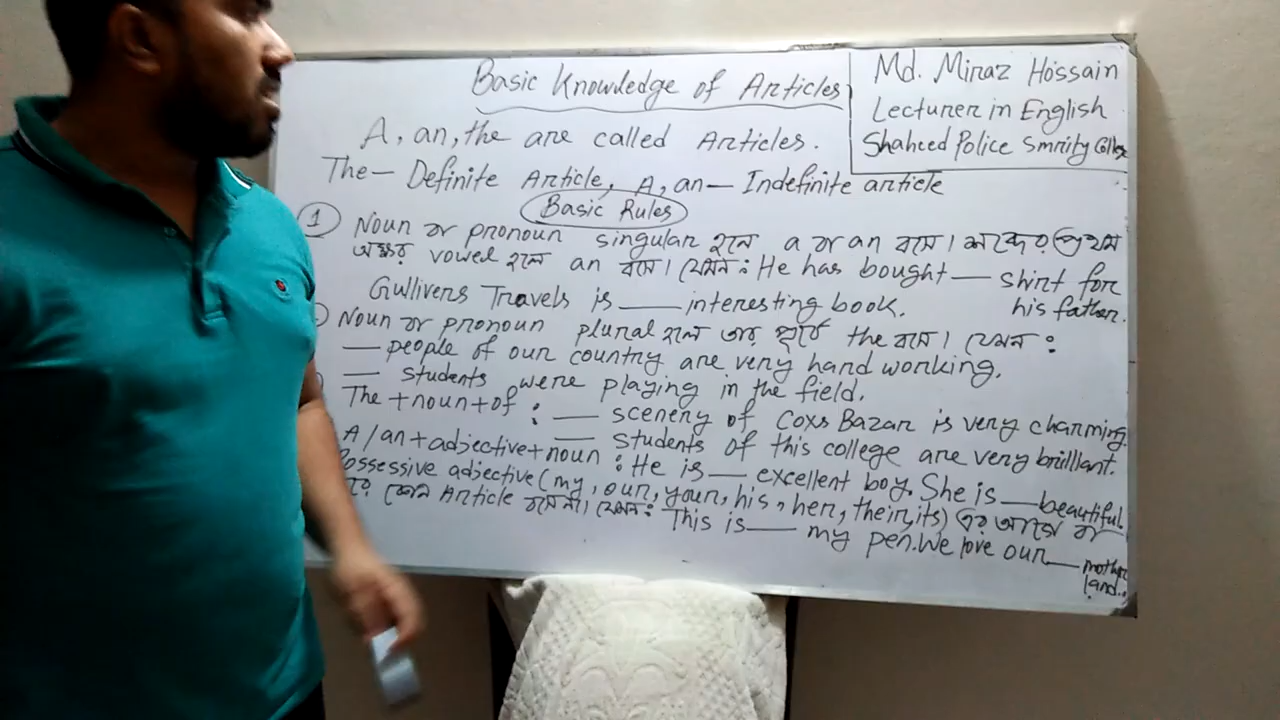 Basic Knowledge of Articles
Md. Miraz Hossain
Lecturer in English
Shaheed Police Smrity College
A, an, the are called Articles.
The — Definite Article, A, an — Indefinite article
Basic Rules
1 Noun or pronoun singular হলে a or an বসে। শব্দের প্রথম
অক্ষর vowel হলে an বসে। যেমন : He has bought — shirt for
his father.
Gullivers Travels is — interesting book.
Noun or pronoun plural হলে তার পূর্বে the বসে। যেমন :
— people of our country are very hard working.
— students were playing in the field.
The + noun + of : — scenery of Coxs Bazar is very charming.
— students of this college are very brilliant.
A / an + adjective + noun : He is — excellent boy. She is — beautiful
Possessive adjective (my, our, your, his, her, their, its) এর আগে বা
পরে কোন Article বসে না। যেমন : This is — my pen. We love our — mother
land.